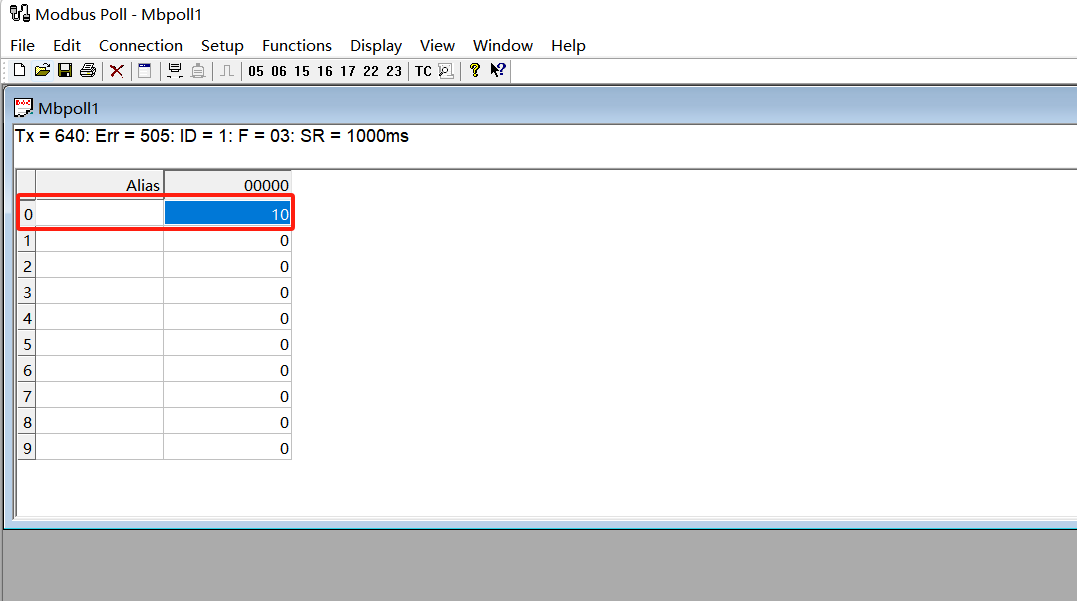 Modbus Poll - Mbpoll1
File Edit Connection Setup Functions Display View Window Help
05 06 15 16 17 22 23 TC
Mbpoll1
Tx = 640: Err = 505: ID = 1: F = 03: SR = 1000ms
Alias 00000
0 10
1 0
2 0
3 0
4 0
5 0
6 0
7 0
8 0
9 0